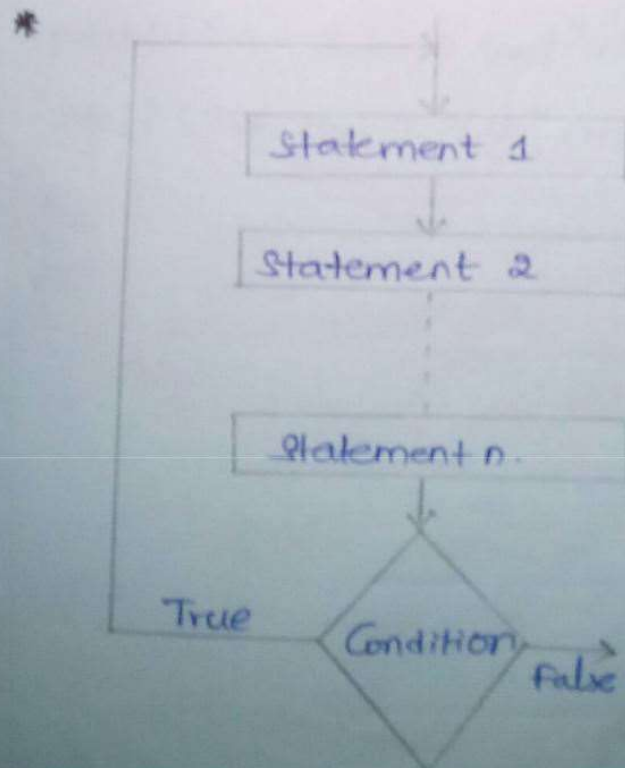 *
Statement 1
Statement 2
Statement n.
True
Condition
False